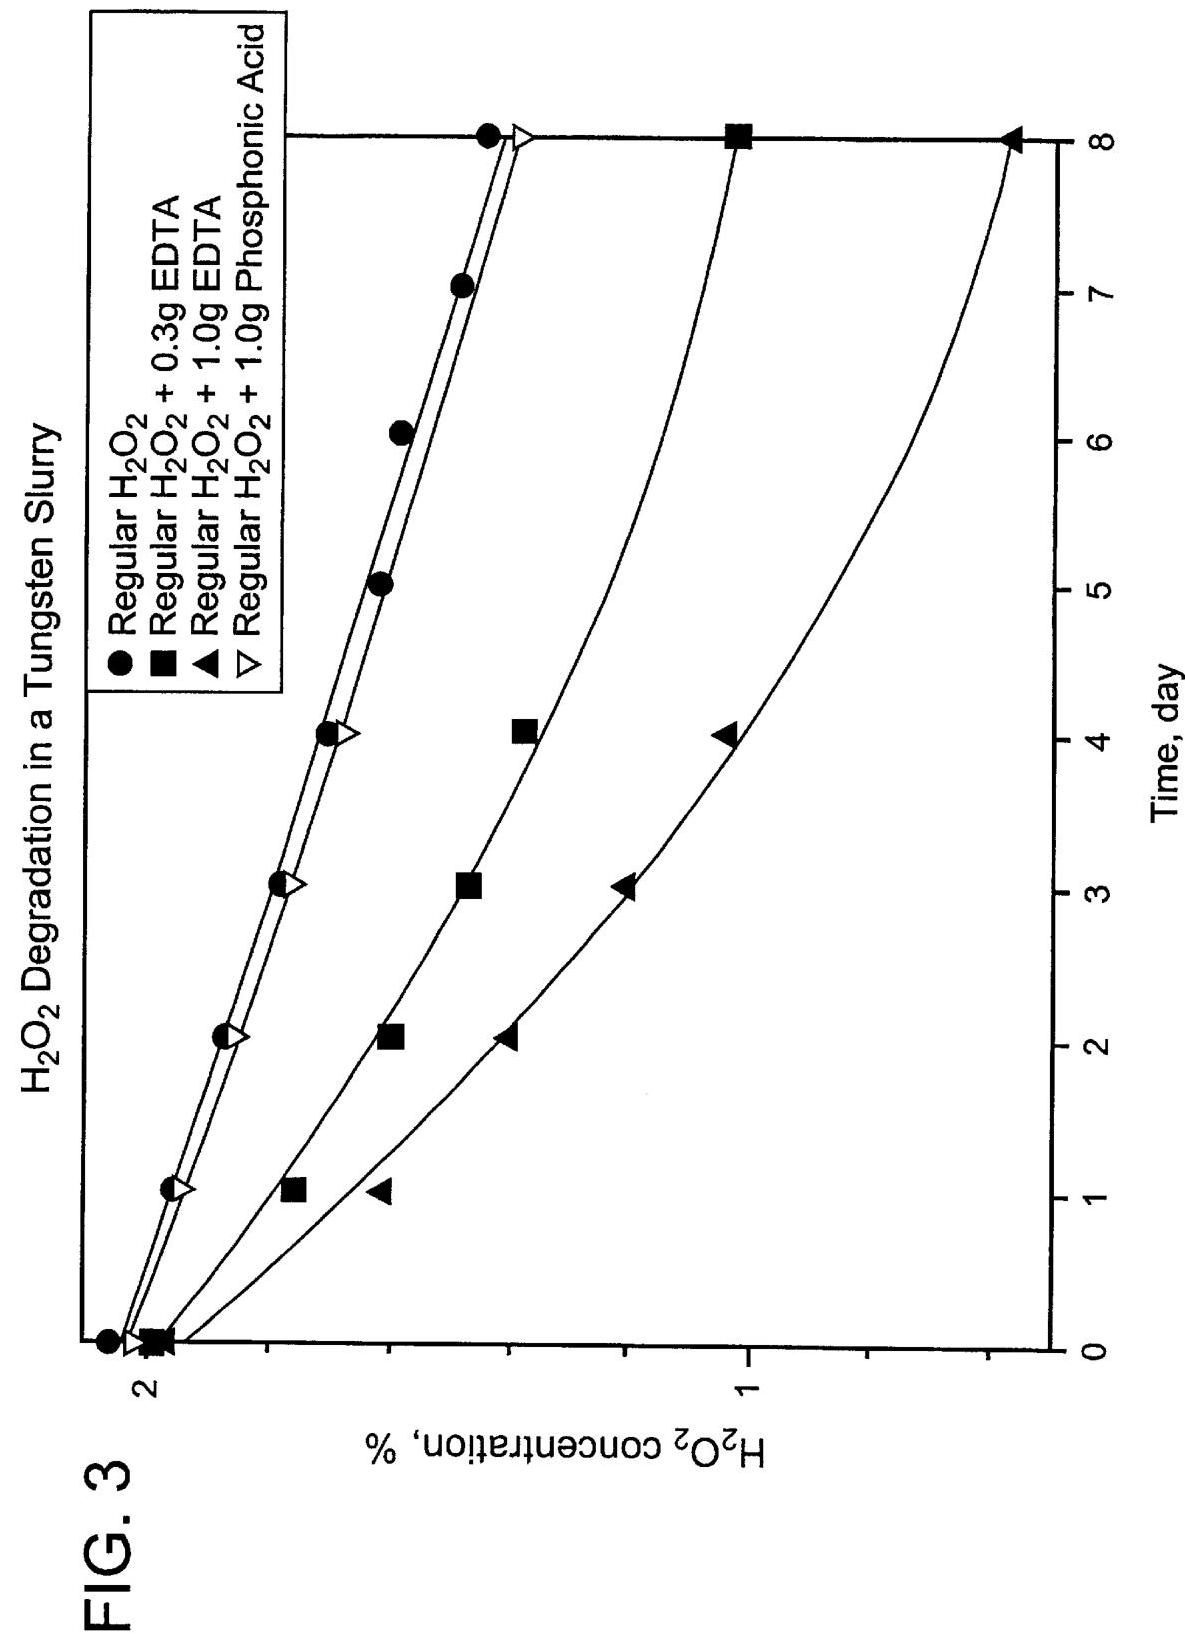 FIG. 3
H₂O₂ Degradation in a Tungsten Slurry
Regular H₂O₂
Regular H₂O₂ + 0.3g EDTA
Regular H₂O₂ + 1.0g EDTA
Regular H₂O₂ + 1.0g Phosphonic Acid
H₂O₂ concentration, %
2
1
0 1 2 3 4 5 6 7 8
Time, day